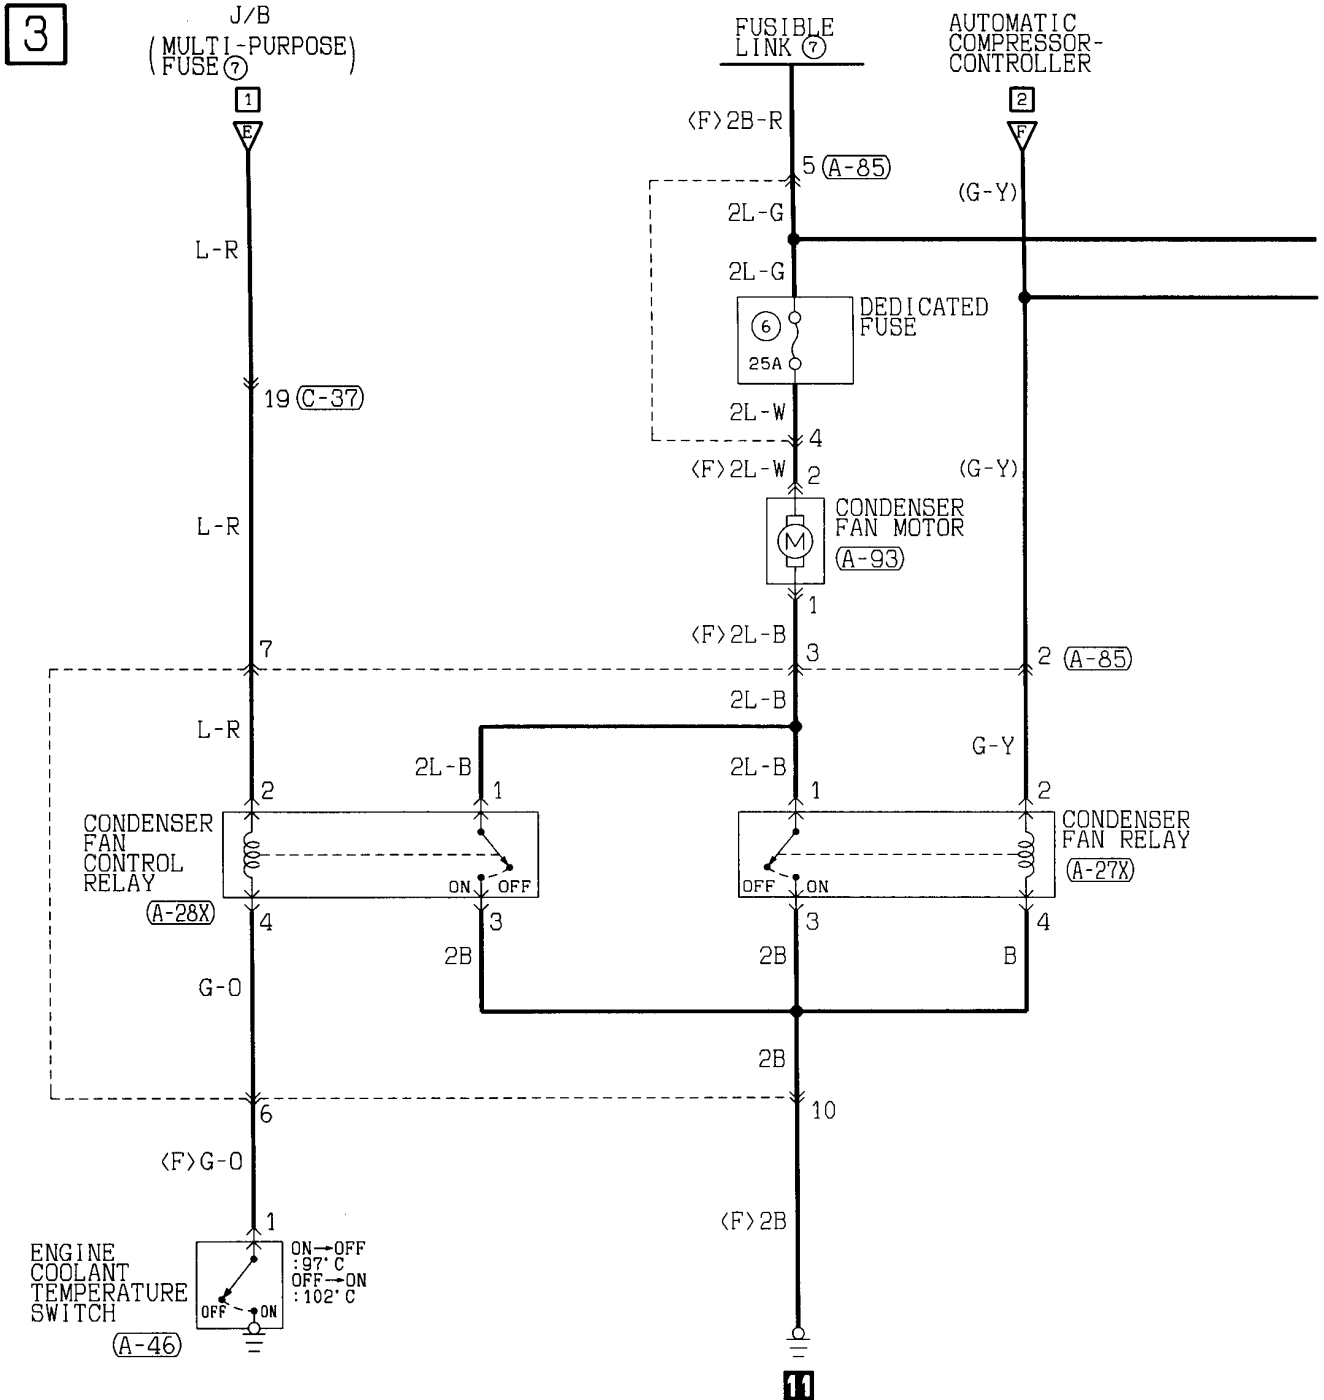 3
J/B
(MULTI-PURPOSE
FUSE⑦)
1
E
FUSIBLE
LINK ⑦
AUTOMATIC
COMPRESSOR-
CONTROLLER
2
F
<F>2B-R
5 (A-85)
(G-Y)
2L-G
L-R
2L-G
DEDICATED
FUSE
6
25A
19 (C-37)
2L-W
4
<F>2L-W
2
(G-Y)
L-R
CONDENSER
FAN MOTOR
M
(A-93)
1
<F>2L-B
7
3
2 (A-85)
2L-B
L-R
G-Y
2L-B
2L-B
2
1
1
2
CONDENSER
FAN
CONTROL
RELAY
(A-28X)
ON
OFF
OFF
ON
CONDENSER
FAN RELAY
(A-27X)
4
3
3
4
2B
2B
B
G-O
2B
6
10
<F>G-O
1
<F>2B
ENGINE
COOLANT
TEMPERATURE
SWITCH
(A-46)
OFF
ON
ON→OFF
:97°C
OFF→ON
:102°C
11